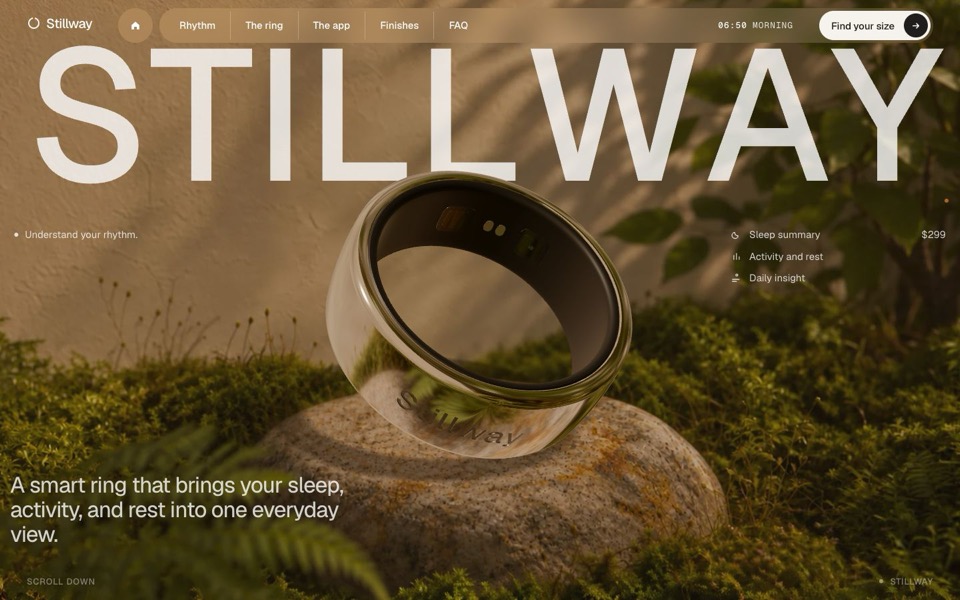 Stillway
Rhythm
The ring
The app
Finishes
FAQ
06:50 MORNING
Find your size
STILLWAY
Understand your rhythm.
Sleep summary
$299
Activity and rest
Daily insight
Stillway
A smart ring that brings your sleep,
activity, and rest into one everyday
view.
SCROLL DOWN
STILLWAY